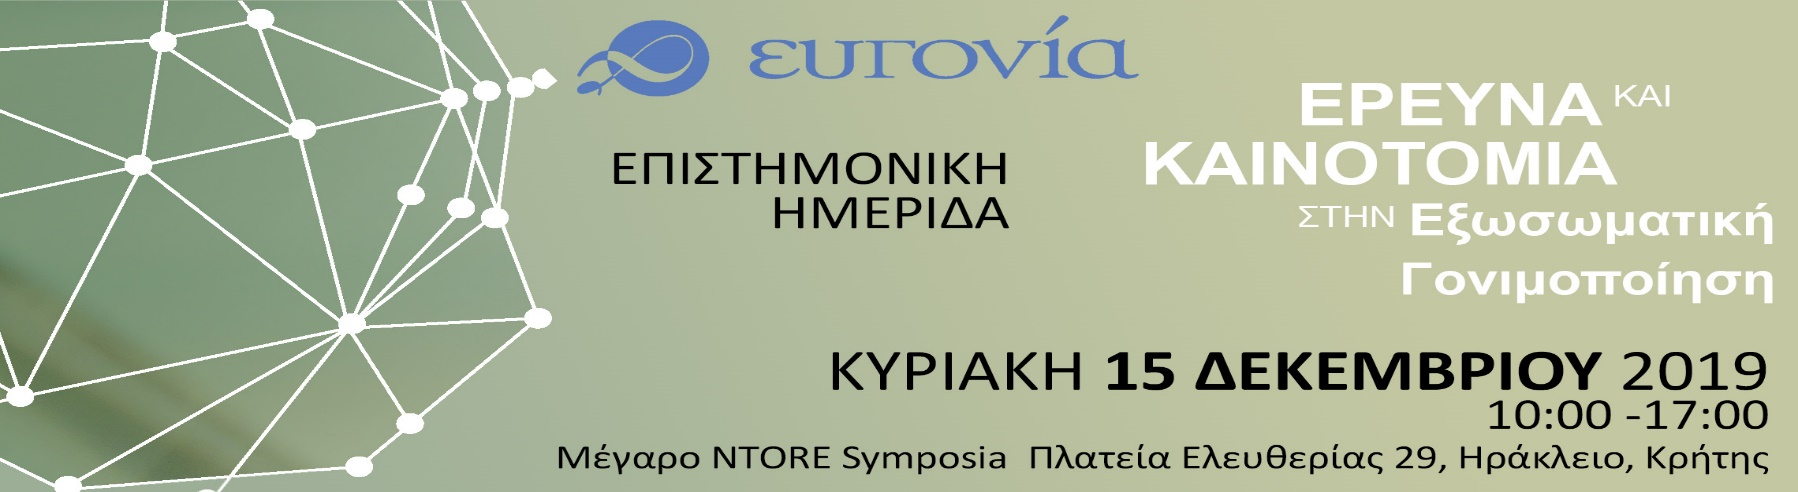 ευγονία
ΕΠΙΣΤΗΜΟΝΙΚΗ
ΗΜΕΡΙΔΑ
ΕΡΕΥΝΑ ΚΑΙ
ΚΑΙΝΟΤΟΜΙΑ
ΣΤΗΝ Εξωσωματική
Γονιμοποίηση
ΚΥΡΙΑΚΗ 15 ΔΕΚΕΜΒΡΙΟΥ 2019
10:00 -17:00
Μέγαρο NTORE Symposia Πλατεία Ελευθερίας 29, Ηράκλειο, Κρήτης